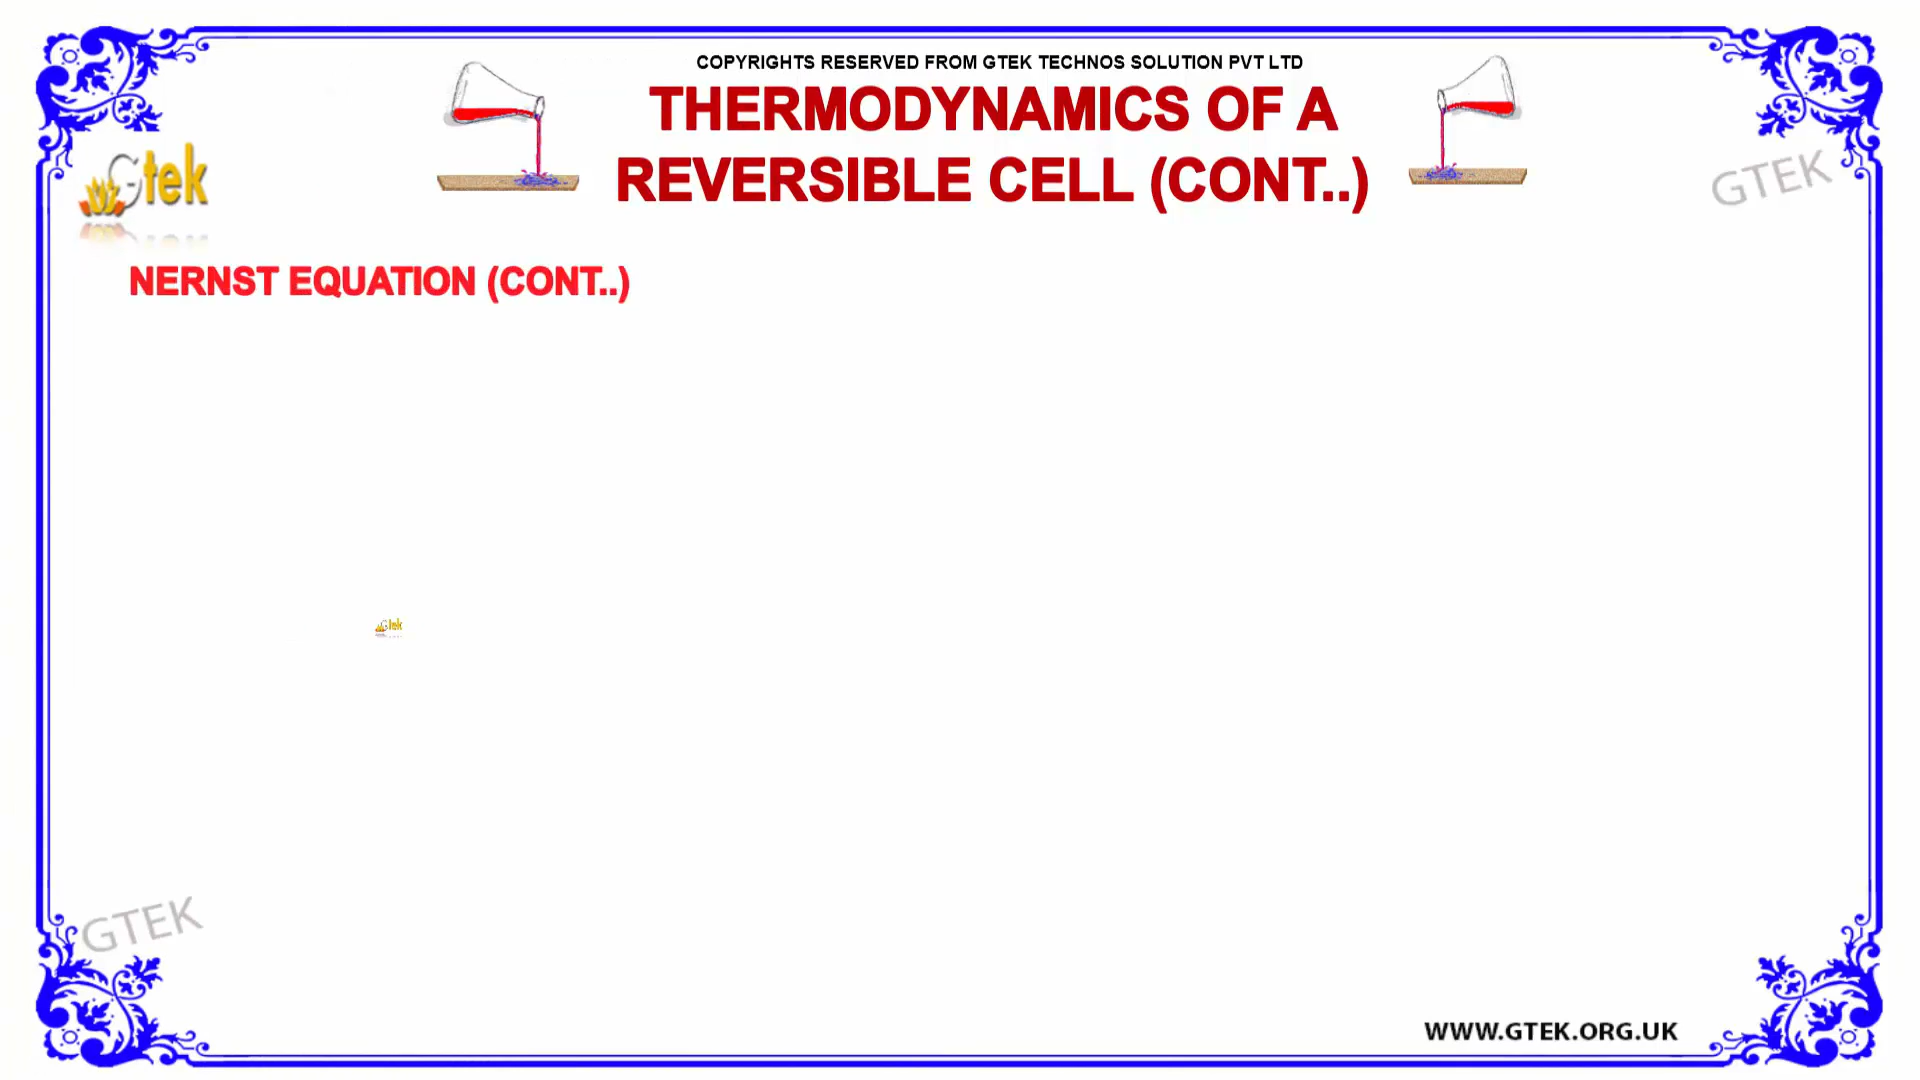 COPYRIGHTS RESERVED FROM GTEK TECHNOS SOLUTION PVT LTD
THERMODYNAMICS OF A
REVERSIBLE CELL (CONT..)
Gtek
GTEK
NERNST EQUATION (CONT..)
Gtek
GTEK
WWW.GTEK.ORG.UK